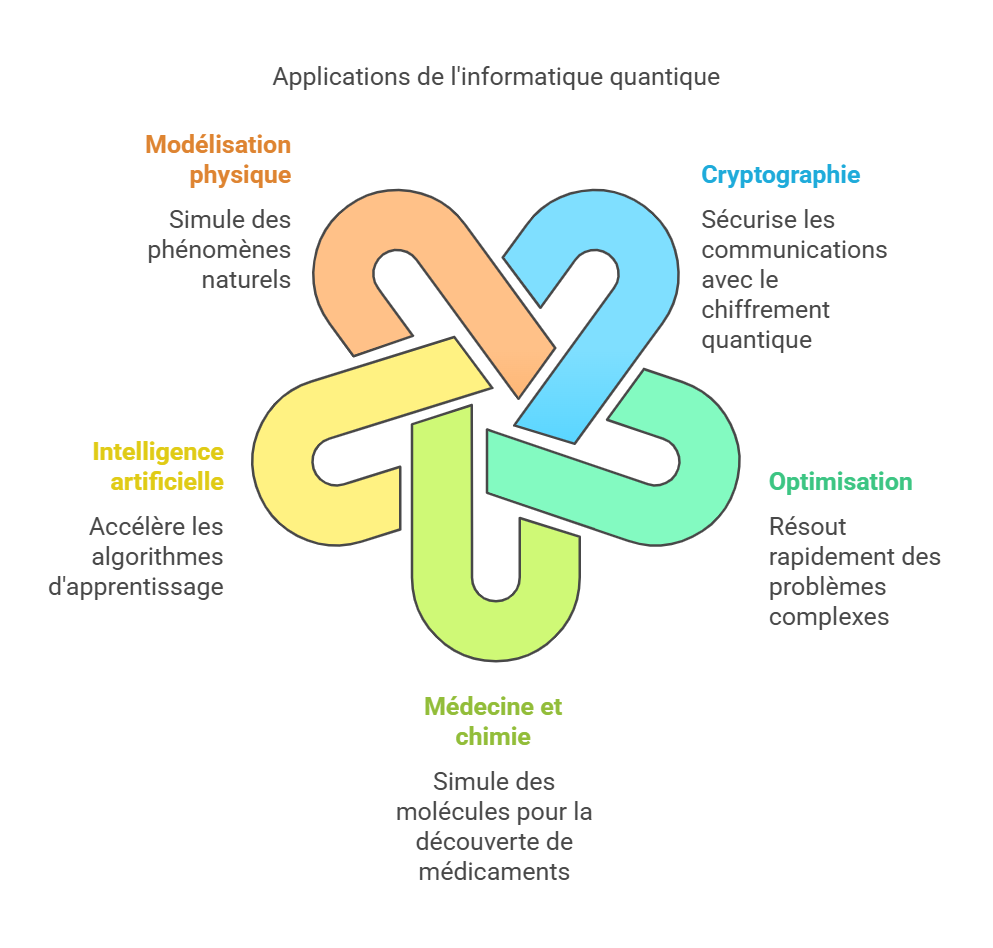 Applications de l'informatique quantique
Modélisation
physique
Simule des
phénomènes
naturels
Cryptographie
Sécurise les
communications
avec le
chiffrement
quantique
Intelligence
artificielle
Accélère les
algorithmes
d'apprentissage
Optimisation
Résout
rapidement des
problèmes
complexes
Médecine et
chimie
Simule des
molécules pour la
découverte de
médicaments